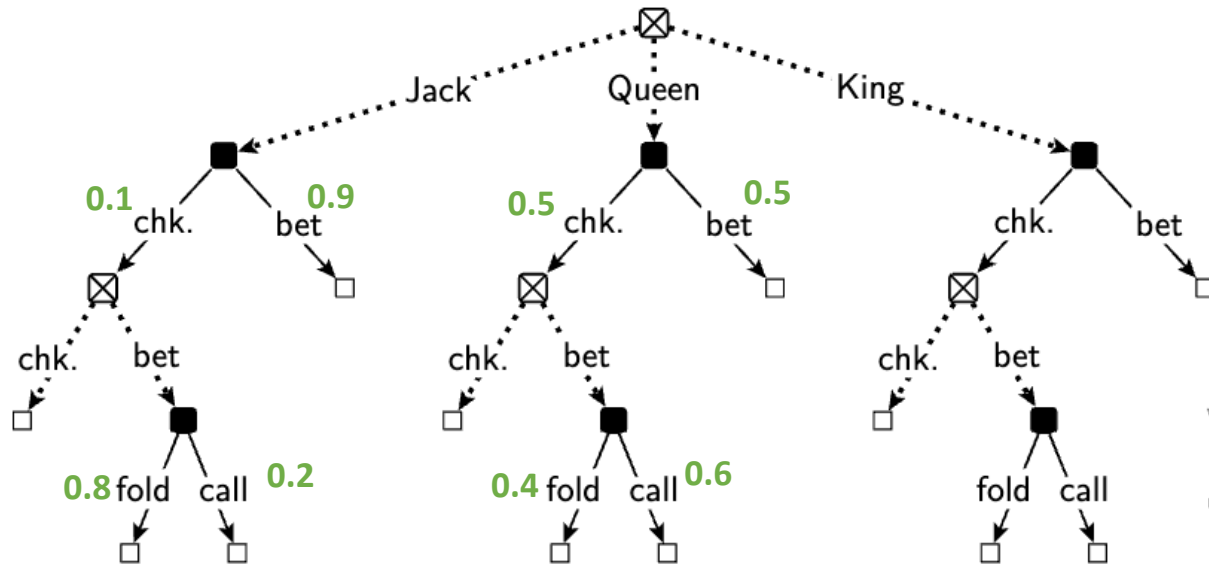 Jack Queen King
0.1 chk. 0.9 bet 0.5 chk. 0.5 bet chk. bet
chk. bet chk. bet chk. bet
0.8 fold call 0.2 0.4 fold call 0.6 fold call